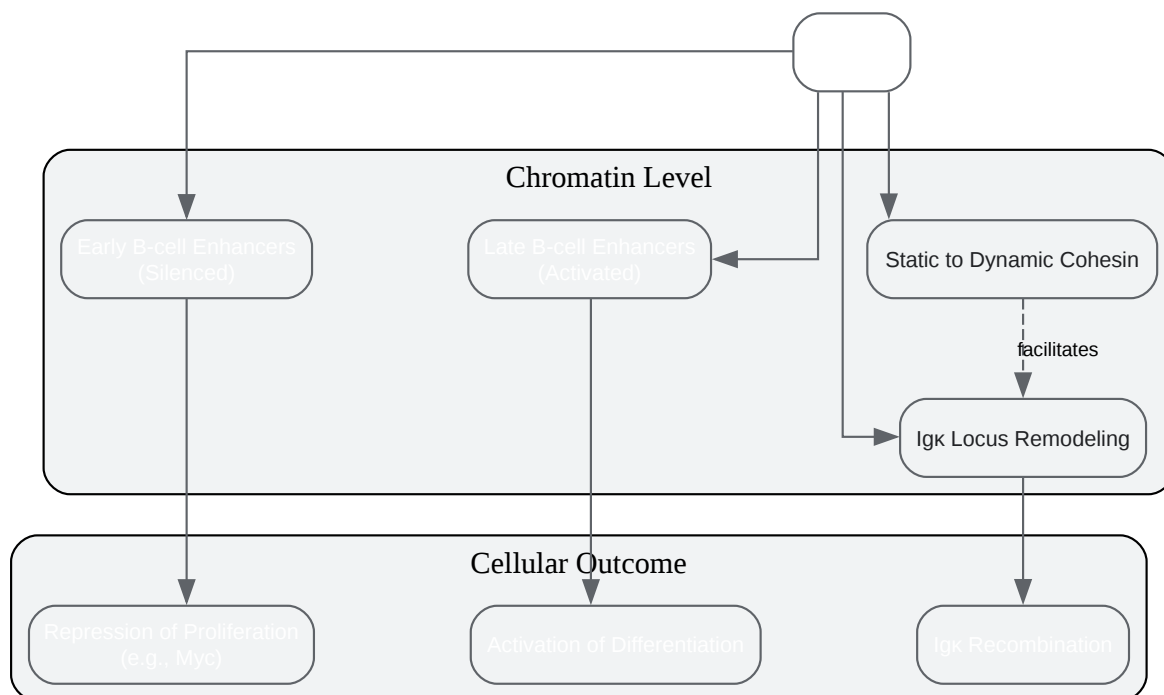 Chromatin Level
Early B-cell Enhancers
(Silenced)
Late B-cell Enhancers
(Activated)
Static to Dynamic Cohesin
facilitates
Igκ Locus Remodeling
Cellular Outcome
Repression of Proliferation
(e.g., Myc)
Activation of Differentiation
Igκ Recombination